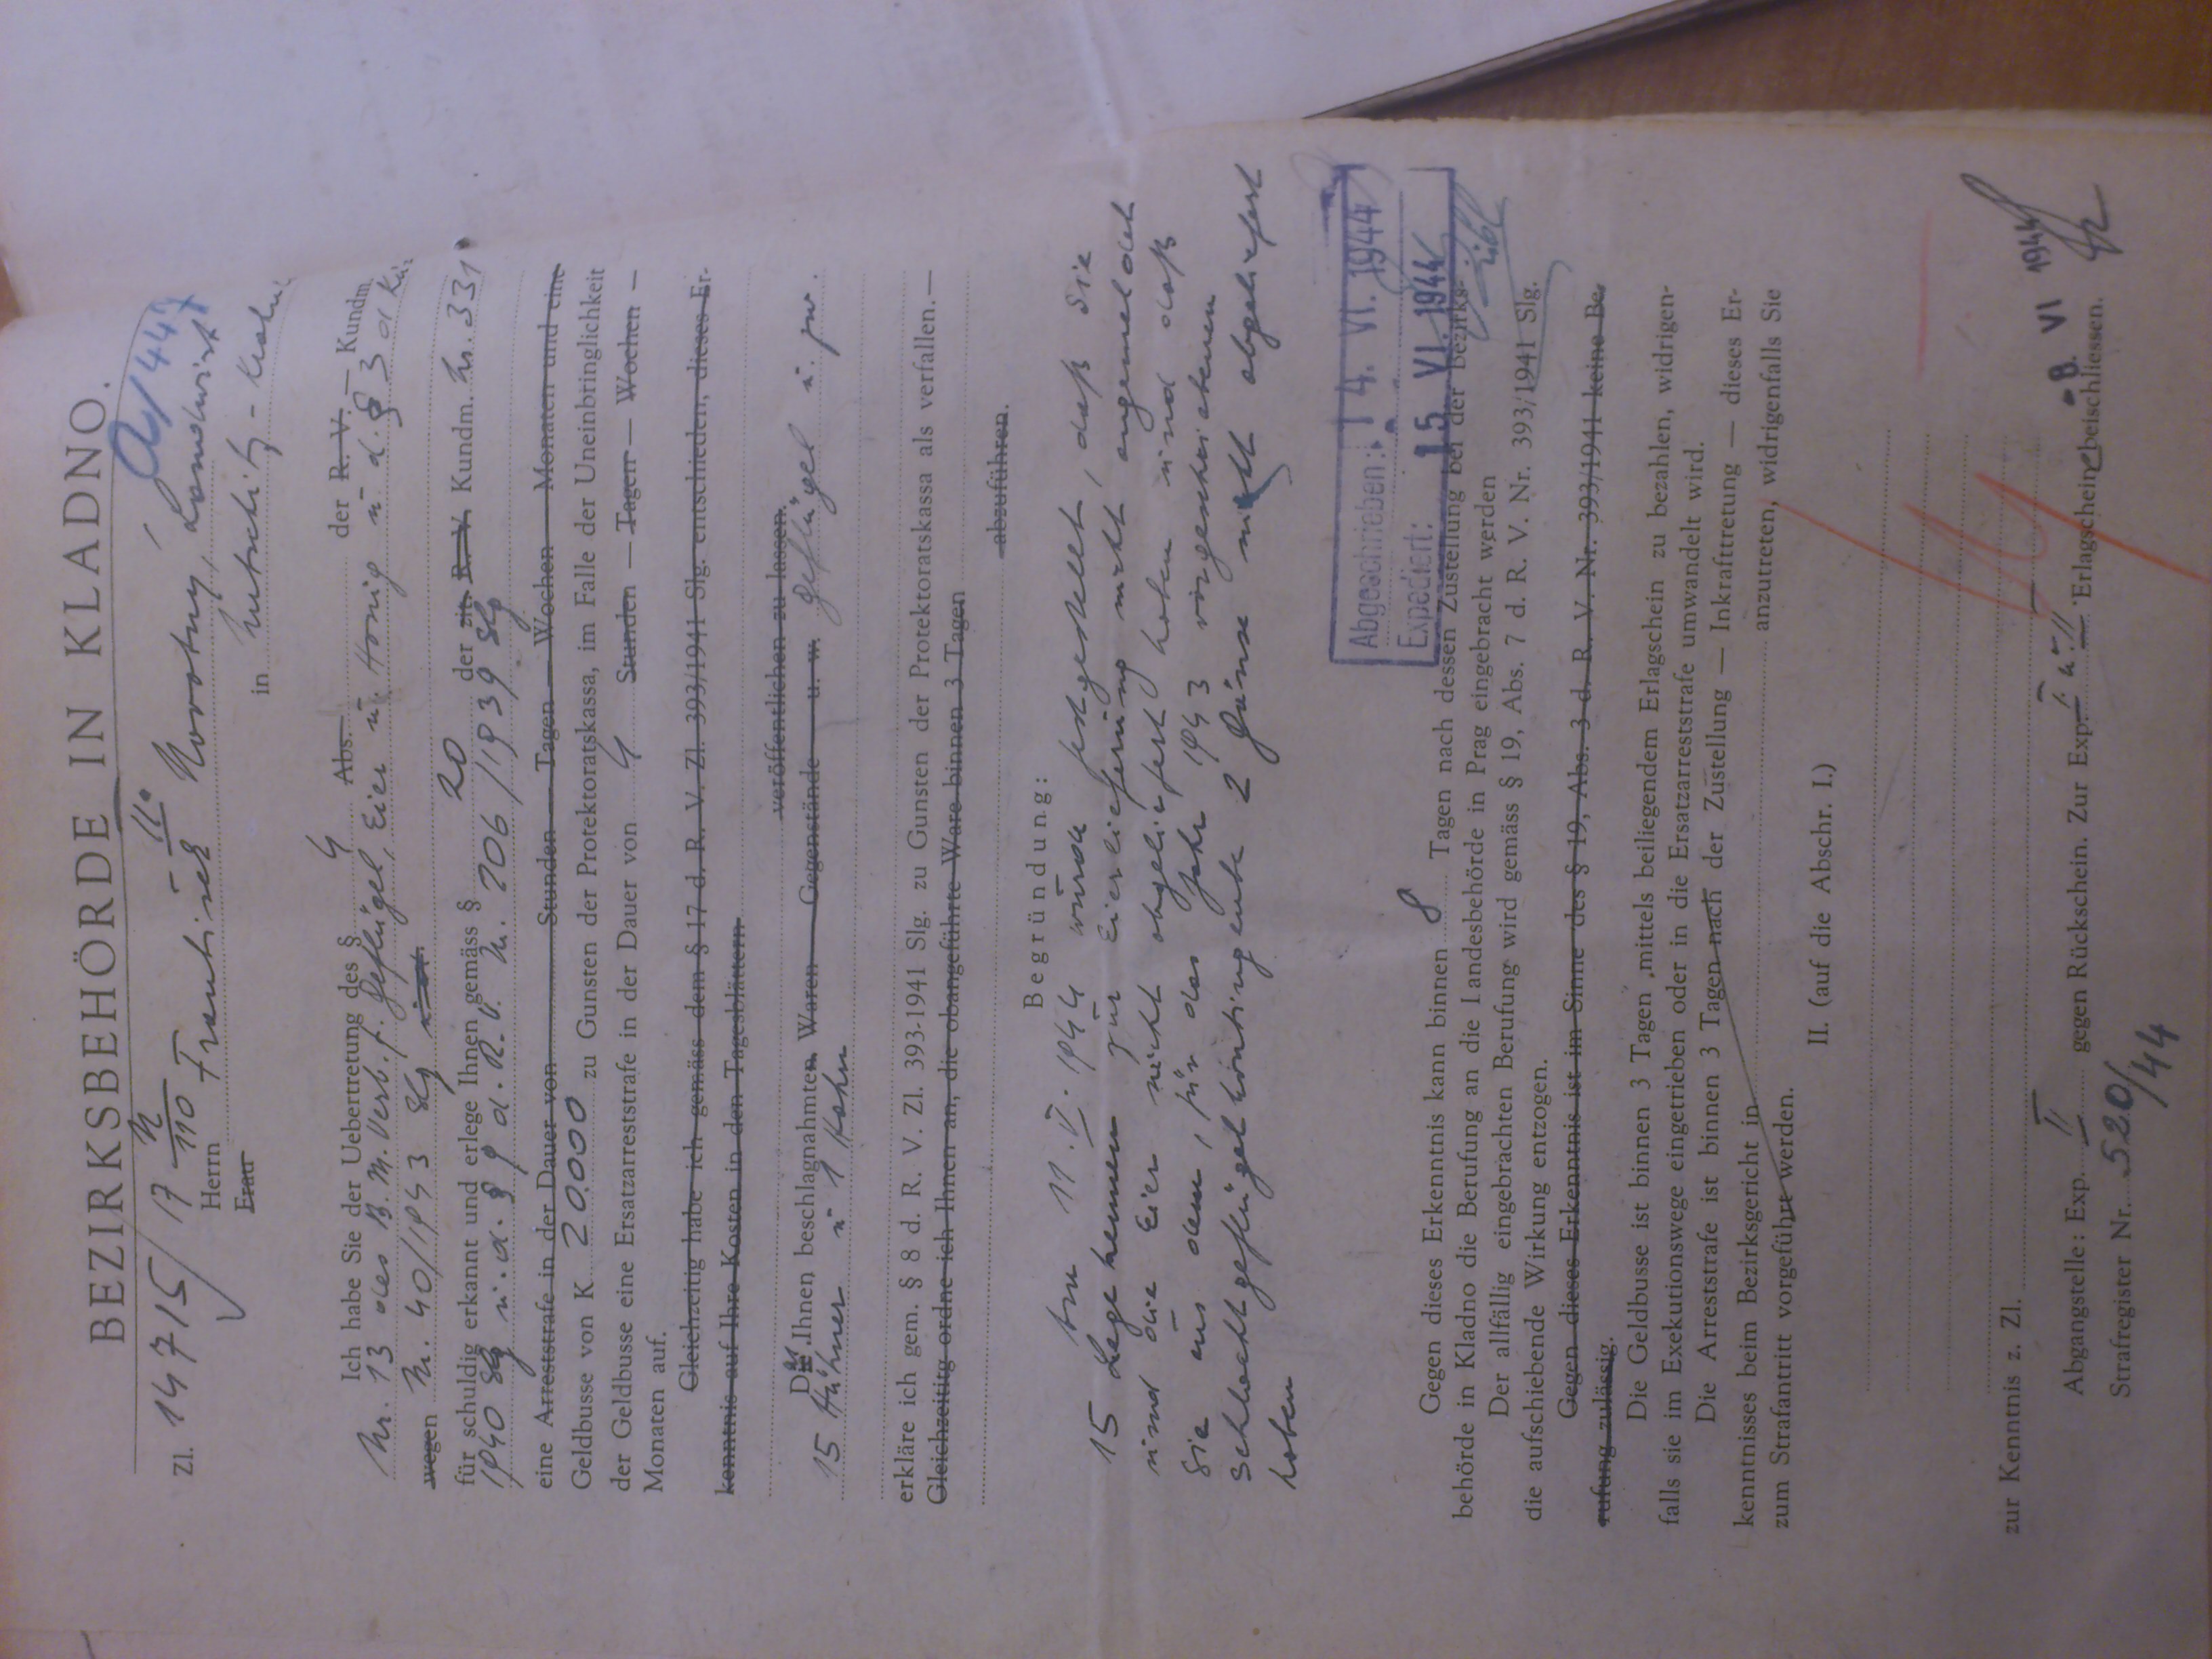 BEZIRKSBEHÖRDE IN KLADNO.
a/44
Zl. 14715/ 17 N/110 II.
Herrn František Novotný, Landwirt
Frau
in
Ich habe Sie der Uebertretung des § 4 Abs. der R. V. — Kundm.
Nr. 13 des B. M. Verb. f. Geflügel, Eier u. Honig u. d. § 3 d
wegen Nr. 40/1943 Slg
für schuldig erkannt und erlege Ihnen gemäss § 20 der zit. R. V. Kundm. Nr. 331
1940 Slg u. d. § 9 d. R. V. Nr. 206/1939 Slg
eine Arreststrafe in der Dauer von Stunden — Tagen — Wochen — Monaten und eine
Geldbusse von K 20.000 zu Gunsten der Protektoratskassa, im Falle der Uneinbringlichkeit
der Geldbusse eine Ersatzarreststrafe in der Dauer von 4 Stunden — Tagen — Wochen —
Monaten auf.
Gleichzeitig habe ich gemäss dem § 17 d. R. V. Zl. 393/1941 Slg. entschieden, dieses Er-
kenntnis auf Ihre Kosten in den Tagesblättern
veröffentlichen zu lassen.
Das Ihnen beschlagnahmten Waren — Gegenstände — u. w. Geflügel u. zw.
15 Hühner u 1 Hahn
erkläre ich gem. § 8 d. R. V. Zl. 393-1941 Slg. zu Gunsten der Protektoratskassa als verfallen.—
Gleichzeititg ordne ich Ihnen an, die obangeführte Ware binnen 3 Tagen
abzuführen.
Begründung:
Am 11. V. 1944 wurde festgestellt, daß Sie
15 Legehennen zur Eierlieferung nicht angemeldet
und die Eier nicht abgeliefert haben und daß
Sie aus dem, für das Jahr 1943 vorgeschriebenen
Schlachtgeflügelkontingente 2 Gänse nicht abgeliefert
haben
Abgeschrieben: 14. VI. 1944
Expediert: 15 VI. 1944
Gegen dieses Erkenntnis kann binnen 8 Tagen nach dessen Zustellung bei der Bezirks-
behörde in Kladno die Berufung an die Landesbehörde in Prag eingebracht werden
Der allfällig eingebrachten Berufung wird gemäss § 19, Abs. 7 d. R. V. Nr. 393/1941 Slg.
die aufschiebende Wirkung entzogen.
Gegen dieses Erkenntnis ist im Sinne des § 19, Abs. 3 d. R. V. Nr. 393/1941 keine Be-
rufung zulässig.
Die Geldbusse ist binnen 3 Tagen mittels beiliegendem Erlagschein zu bezahlen, widrigen-
falls sie im Exekutionswege eingetrieben oder in die Ersatzarreststrafe umwandelt wird.
Die Arreststrafe ist binnen 3 Tagen nach der Zustellung — Inkrafttretung — dieses Er-
kenntnisses beim Bezirksgericht in anzutreten, widrigenfalls Sie
zum Strafantritt vorgeführt werden.
II. (auf die Abschr. I.)
zur Kenntnis z. Zl.
-8. VI 1944
Abgangstelle: Exp. II gegen Rückschein. Zur Exp. I. u. II Erlagscheine beischliessen.
Strafregister Nr. 520/44